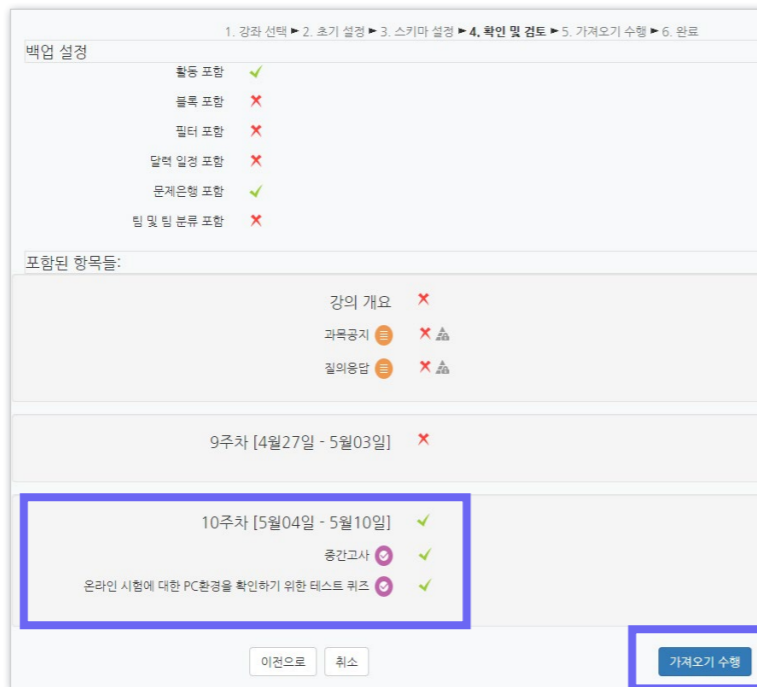 1. 강좌 선택 ► 2. 초기 설정 ► 3. 스키마 설정 ► 4. 확인 및 검토 ► 5. 가져오기 수행 ► 6. 완료
백업 설정
활동 포함
블록 포함
필터 포함
달력 일정 포함
문제은행 포함
팀 및 팀 분류 포함
포함된 항목들:
강의 개요
과목공지
질의응답
9주차 [4월27일 - 5월03일]
10주차 [5월04일 - 5월10일]
중간고사
온라인 시험에 대한 PC환경을 확인하기 위한 테스트 퀴즈
이전으로 취소 가져오기 수행